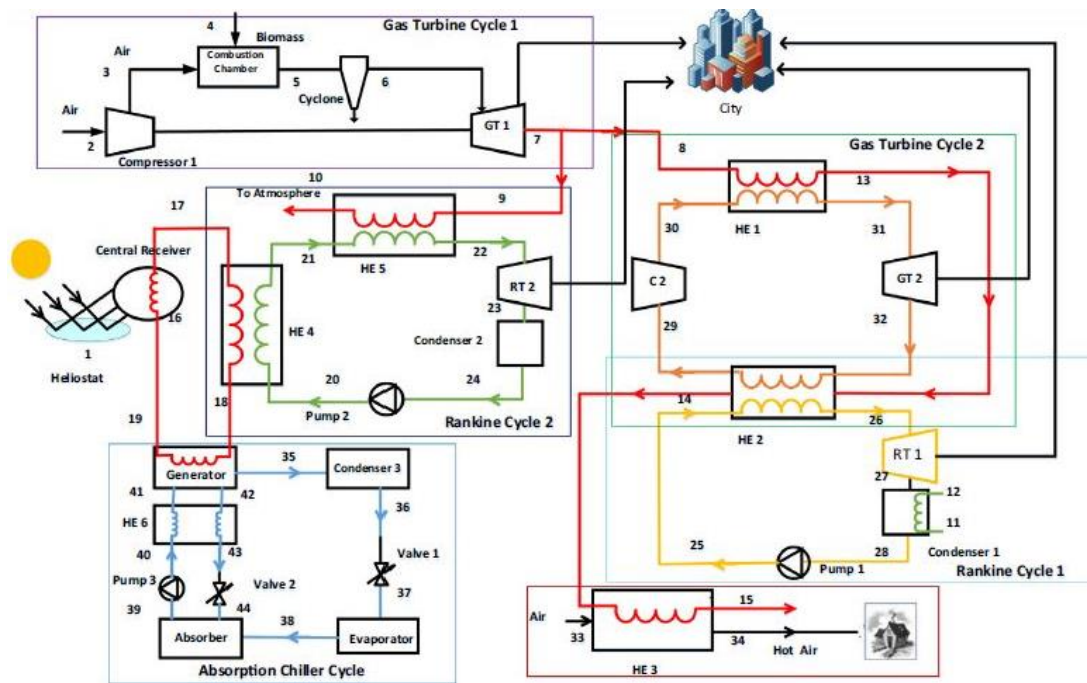 4
Gas Turbine Cycle 1
Air
Biomass
Combustion
Chamber
3
5
6
Cyclone
Air
2
GT 1
7
Compressor 1
City
8
Gas Turbine Cycle 2
13
10
To Atmosphere
9
17
HE 1
30
31
Central Receiver
21
22
HE 5
RT 2
C 2
GT 2
23
16
HE 4
29
32
Condenser 2
1
Heliostat
20
24
18
Pump 2
14
26
19
Rankine Cycle 2
HE 2
RT 1
35
Generator
Condenser 3
27
12
41
42
36
11
HE 6
25
28
Condenser 1
40
43
Valve 1
Pump 1
Rankine Cycle 1
Pump 3
Valve 2
37
15
39
44
38
Air
33
34
Absorber
Evaporator
Hot Air
Absorption Chiller Cycle
HE 3